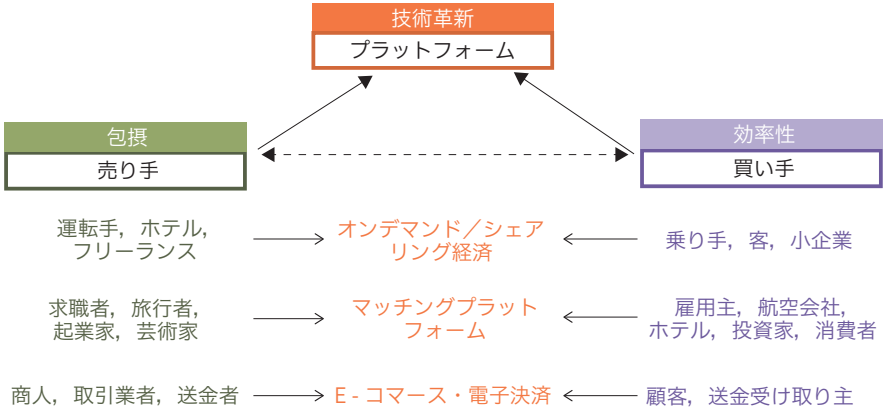 技術革新
プラットフォーム
包摂
売り手
効率性
買い手
運転手，ホテル，
フリーランス
オンデマンド／シェア
リング経済
乗り手，客，小企業
求職者，旅行者，
起業家，芸術家
マッチングプラット
フォーム
雇用主，航空会社，
ホテル，投資家，消費者
商人，取引業者，送金者
E - コマース・電子決済
顧客，送金受け取り主